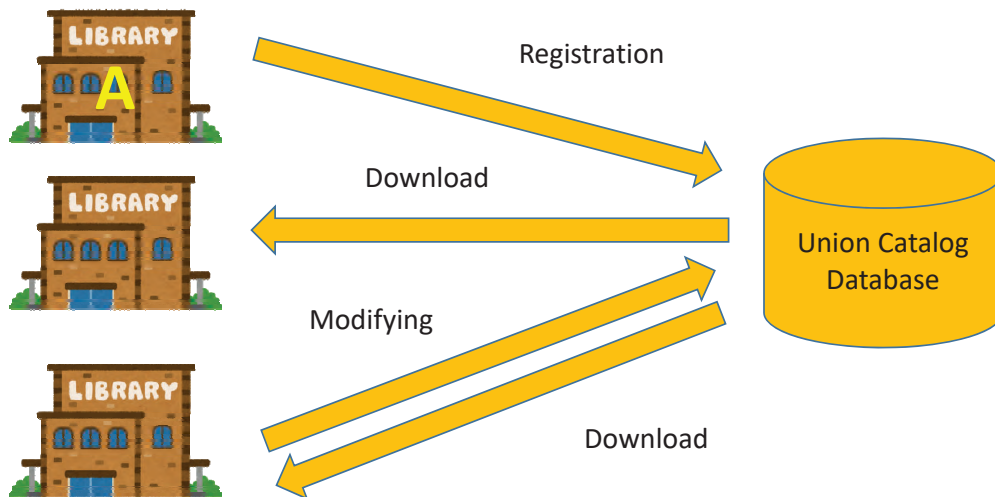 LIBRARY
A
Registration
Download
LIBRARY
Union Catalog
Database
Modifying
LIBRARY
Download